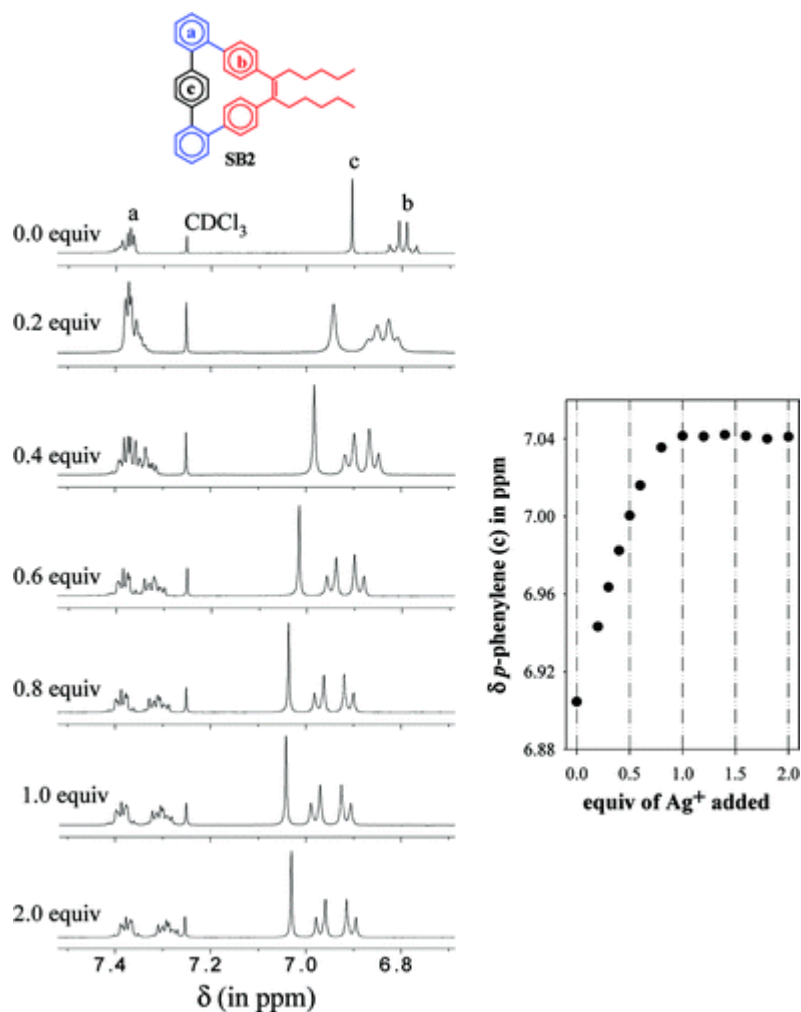 a
b
c
SB2
a
CDCl3
c
b
0.0 equiv
0.2 equiv
0.4 equiv
0.6 equiv
0.8 equiv
1.0 equiv
2.0 equiv
7.4 7.2 7.0 6.8
δ (in ppm)
δ p-phenylene (c) in ppm
7.04
7.00
6.96
6.92
6.88
0.0 0.5 1.0 1.5 2.0
equiv of Ag+ added